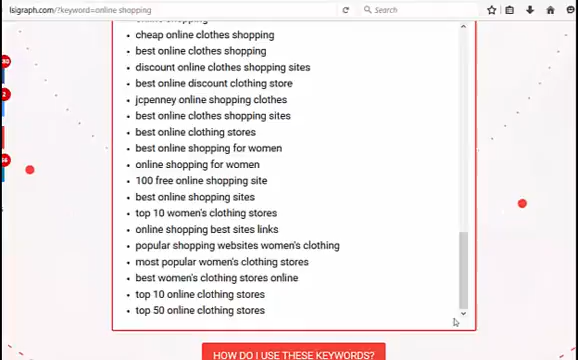 lsigraph.com/?keyword=online shopping
Search
online shopping
cheap online clothes shopping
best online clothes shopping
discount online clothes shopping sites
best online discount clothing store
jcpenney online shopping clothes
best online clothes shopping sites
best online clothing stores
best online shopping for women
online shopping for women
100 free online shopping site
best online shopping sites
top 10 women's clothing stores
online shopping best sites links
popular shopping websites women's clothing
most popular women's clothing stores
best women's clothing stores online
top 10 online clothing stores
top 50 online clothing stores
HOW DO I USE THESE KEYWORDS?